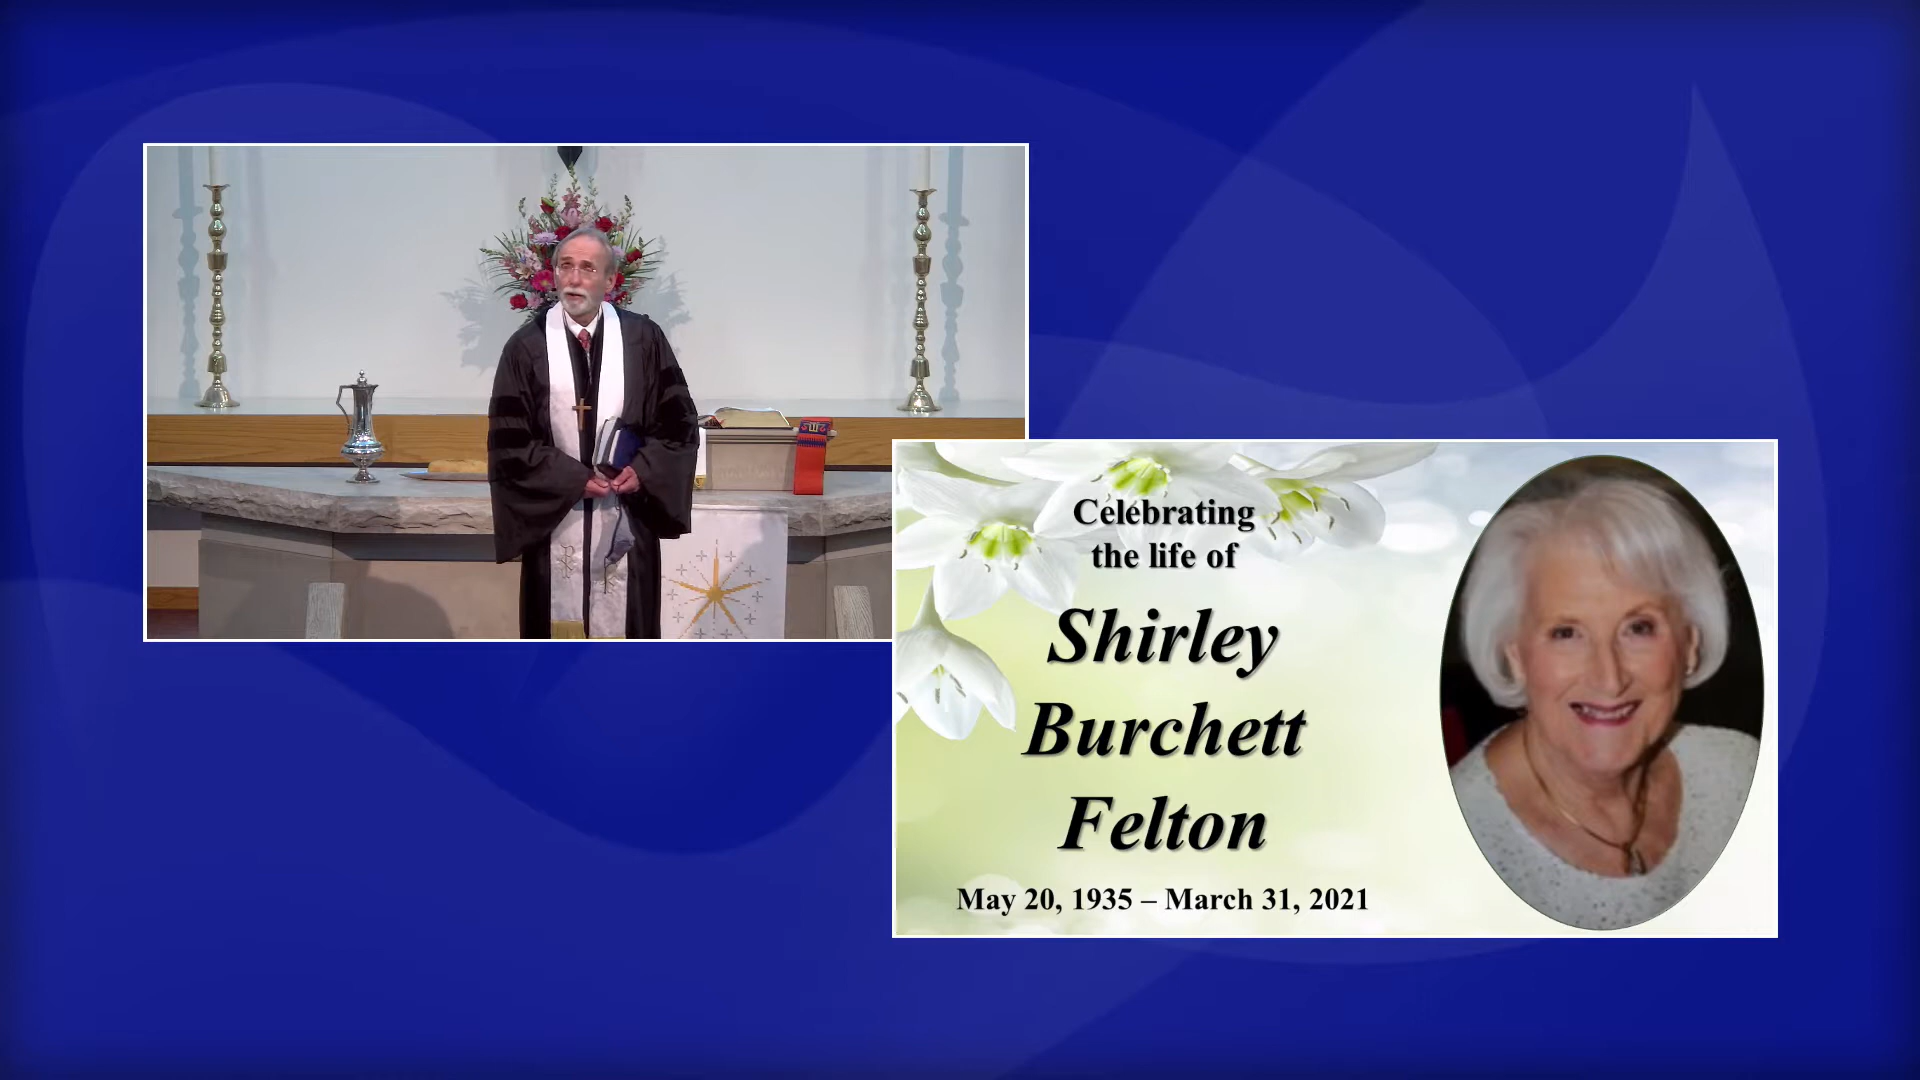 Celebrating
the life of
Shirley
Burchett
Felton
May 20, 1935 – March 31, 2021